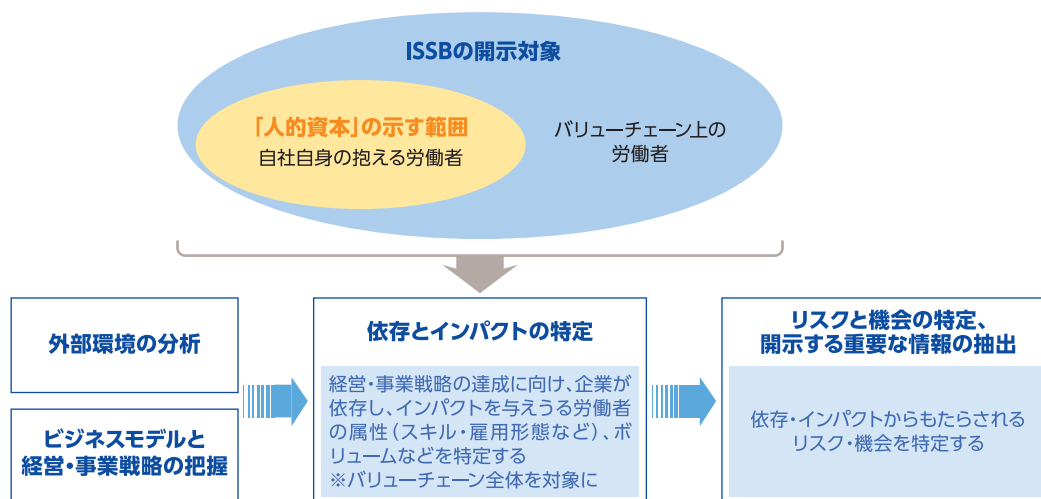 ISSBの開示対象
「人的資本」の示す範囲
自社自身の抱える労働者
バリューチェーン上の
労働者
外部環境の分析
ビジネスモデルと
経営・事業戦略の把握
依存とインパクトの特定
経営・事業戦略の達成に向け、企業が
依存し、インパクトを与えうる労働者
の属性（スキル・雇用形態など）、ボ
リュームなどを特定する
※バリューチェーン全体を対象に
リスクと機会の特定、
開示する重要な情報の抽出
依存・インパクトからもたらされる
リスク・機会を特定する